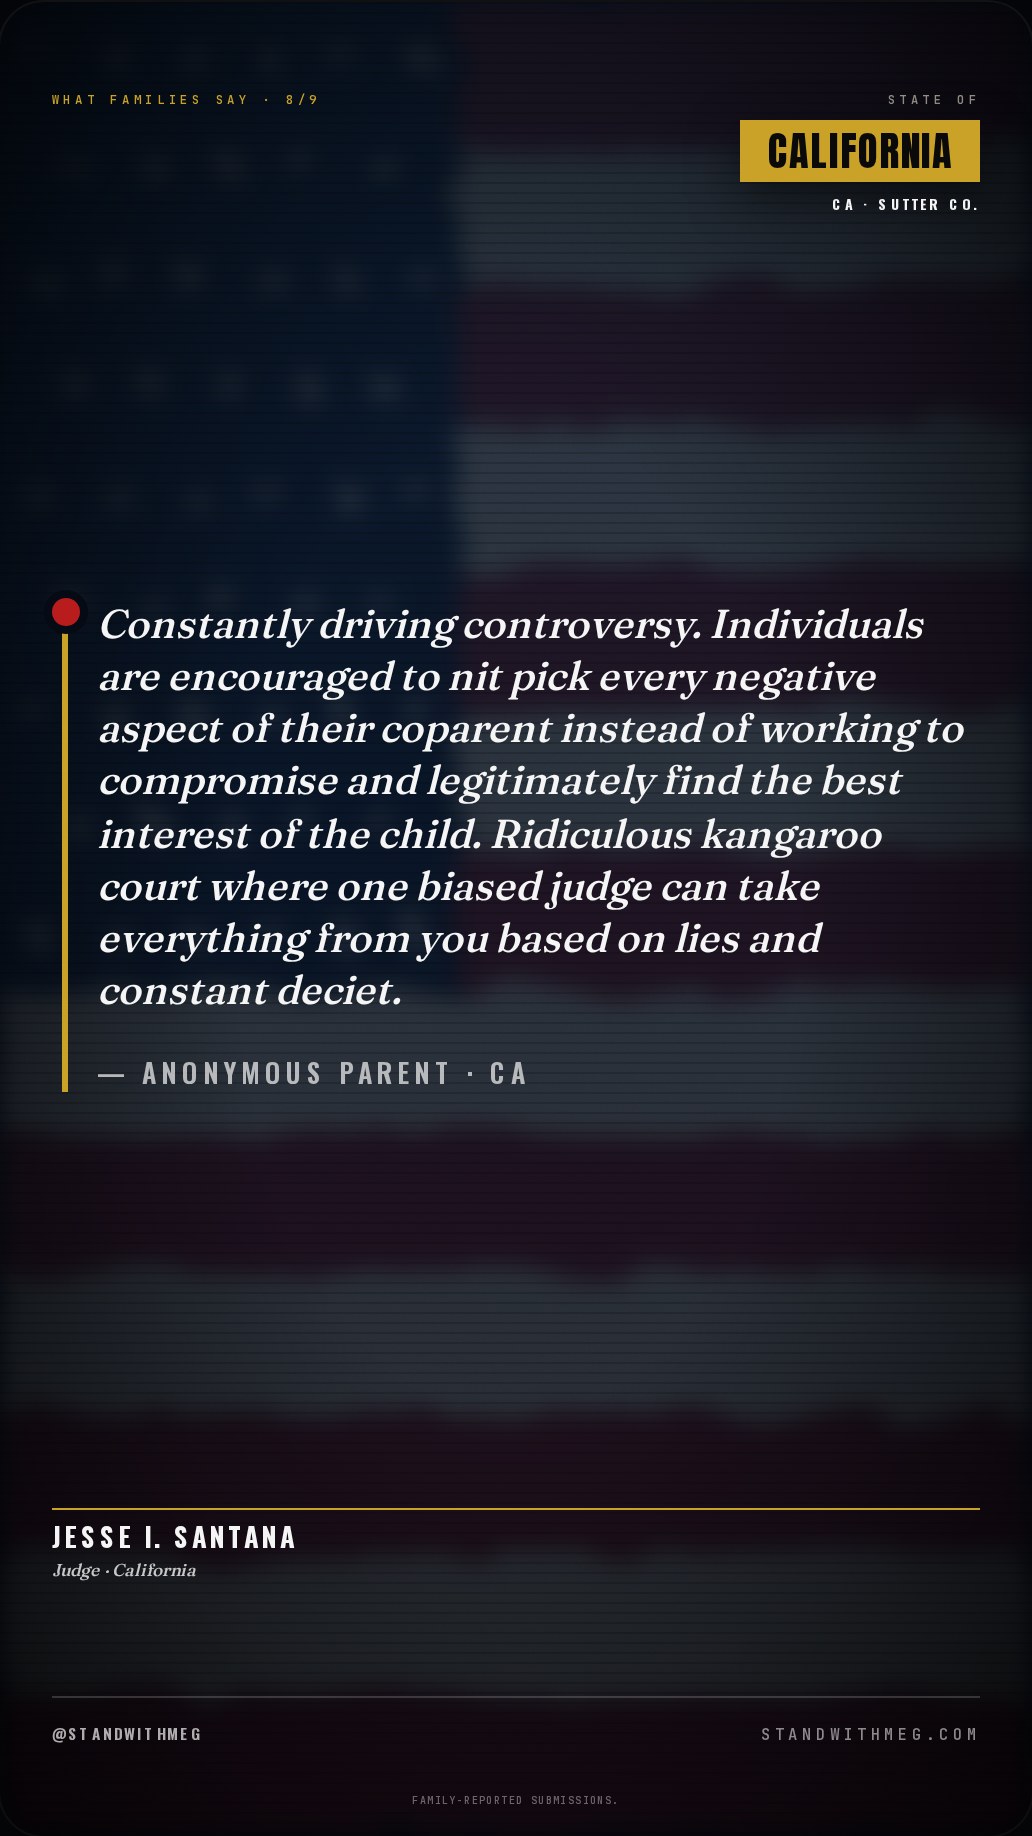 WHAT FAMILIES SAY · 8/9
STATE OF
CALIFORNIA
CA · SUTTER CO.
Constantly driving controversy. Individuals
are encouraged to nit pick every negative
aspect of their coparent instead of working to
compromise and legitimately find the best
interest of the child. Ridiculous kangaroo
court where one biased judge can take
everything from you based on lies and
constant deciet.
— ANONYMOUS PARENT · CA
JESSE I. SANTANA
Judge · California
@STANDWITHMEG
STANDWITHMEG.COM
FAMILY-REPORTED SUBMISSIONS.